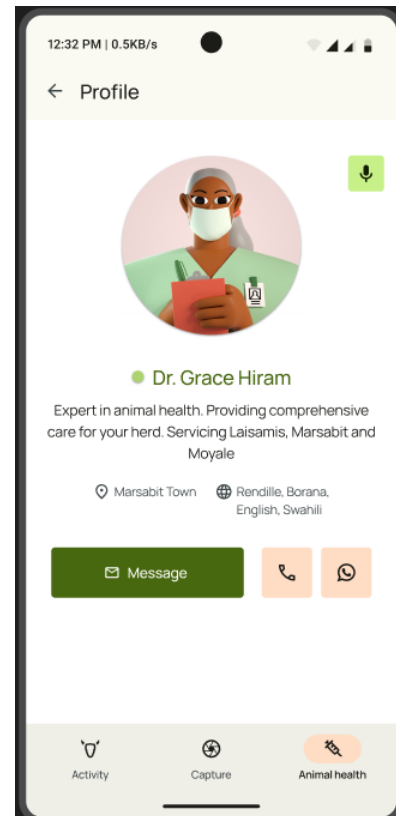 12:32 PM | 0.5KB/s
Profile
Dr. Grace Hiram
Expert in animal health. Providing comprehensive
care for your herd. Servicing Laisamis, Marsabit and
Moyale
Marsabit Town
Rendille, Borana,
English, Swahili
Message
Activity
Capture
Animal health